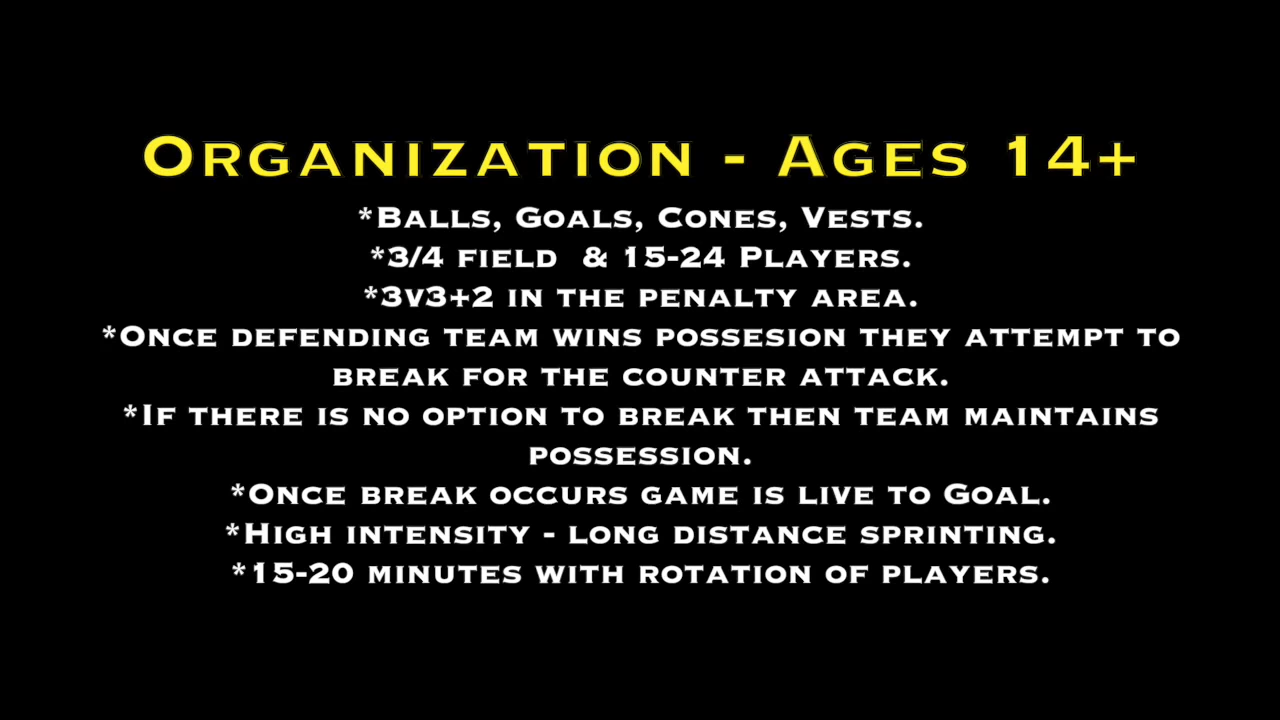 Organization - Ages 14+
*Balls, Goals, Cones, Vests.
*3/4 field & 15-24 Players.
*3v3+2 in the penalty area.
*Once defending team wins possesion they attempt to
break for the counter attack.
*If there is no option to break then team maintains
possession.
*Once break occurs game is live to Goal.
*High intensity - long distance sprinting.
*15-20 minutes with rotation of players.